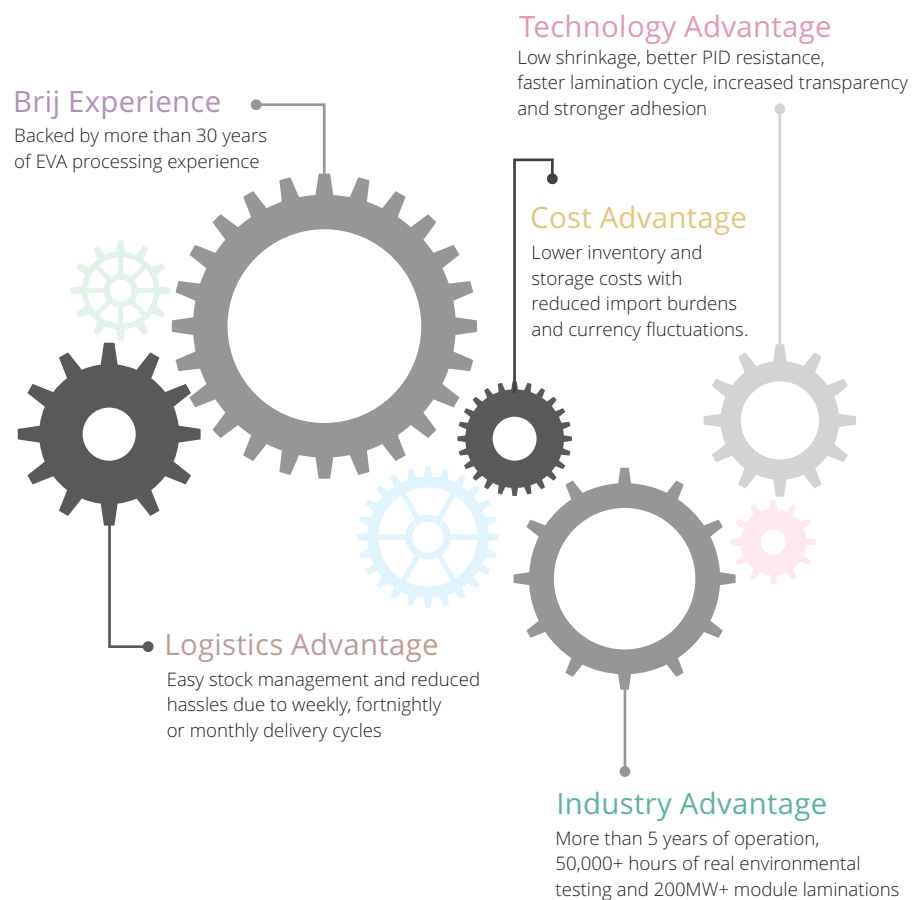 Technology Advantage
Low shrinkage, better PID resistance,
faster lamination cycle, increased transparency
and stronger adhesion
Brij Experience
Backed by more than 30 years
of EVA processing experience
Cost Advantage
Lower inventory and
storage costs with
reduced import burdens
and currency fluctuations.
Logistics Advantage
Easy stock management and reduced
hassles due to weekly, fortnightly
or monthly delivery cycles
Industry Advantage
More than 5 years of operation,
50,000+ hours of real environmental
testing and 200MW+ module laminations